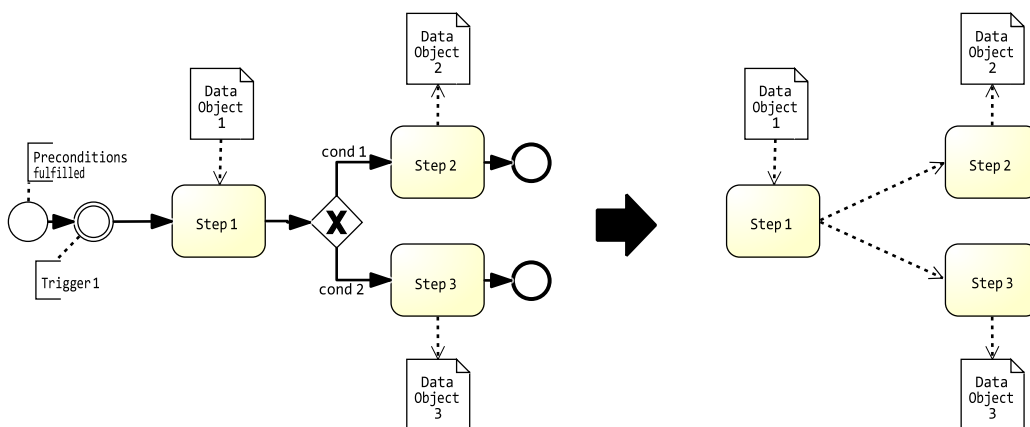 Data
Object
2
Data
Object
1
cond 1
Preconditions
fulfilled
Step 2
Step 1
X
Trigger 1
cond 2
Step 3
Data
Object
3
Data
Object
2
Data
Object
1
Step 2
Step 1
Step 3
Data
Object
3